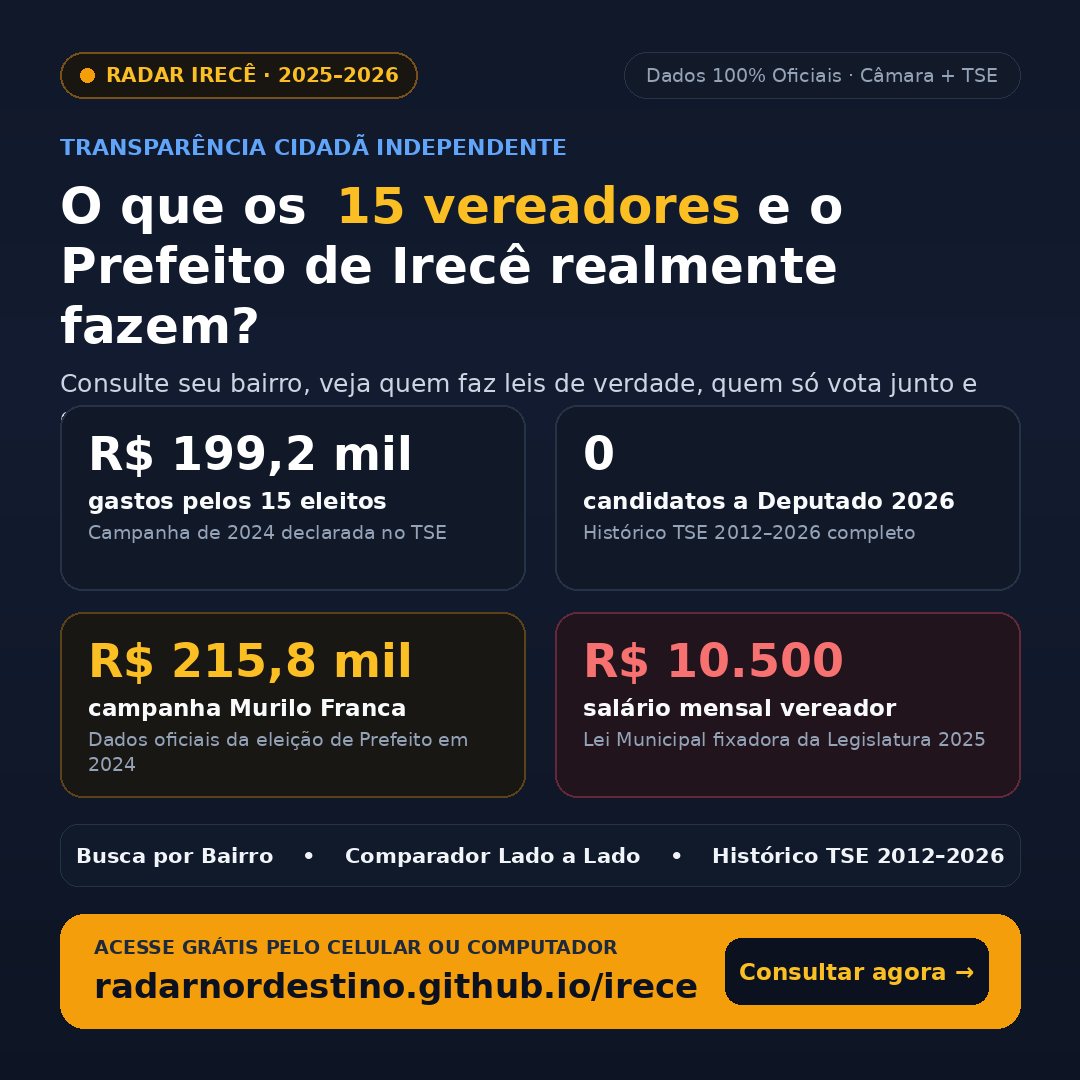 RADAR IRECÊ · 2025–2026
Dados 100% Oficiais · Câmara + TSE
TRANSPARÊNCIA CIDADÃ INDEPENDENTE
O que os 15 vereadores e o
Prefeito de Irecê realmente
fazem?
Consulte seu bairro, veja quem faz leis de verdade, quem só vota junto e
R$ 199,2 mil
gastos pelos 15 eleitos
Campanha de 2024 declarada no TSE
0
candidatos a Deputado 2026
Histórico TSE 2012–2026 completo
R$ 215,8 mil
campanha Murilo Franca
Dados oficiais da eleição de Prefeito em
2024
R$ 10.500
salário mensal vereador
Lei Municipal fixadora da Legislatura 2025
Busca por Bairro • Comparador Lado a Lado • Histórico TSE 2012–2026
ACESSE GRÁTIS PELO CELULAR OU COMPUTADOR
radarnordestino.github.io/irece
Consultar agora →